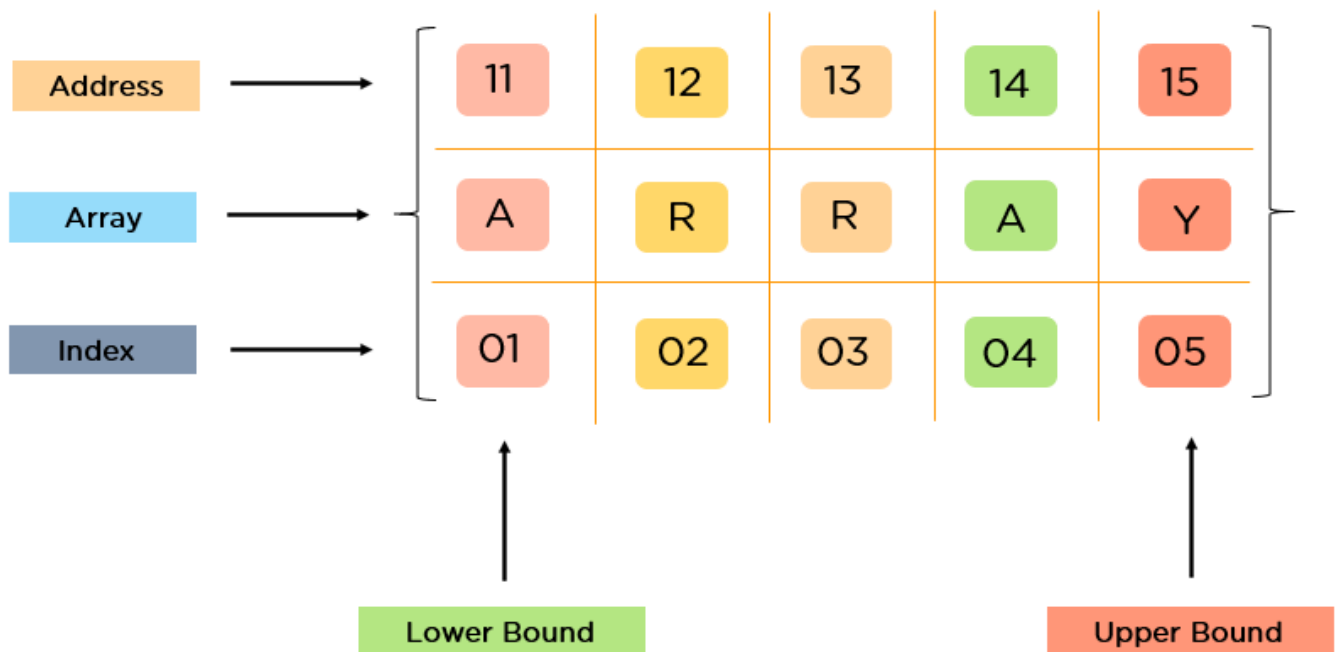 Address 11 12 13 14 15
Array A R R A Y
Index 01 02 03 04 05
Lower Bound Upper Bound